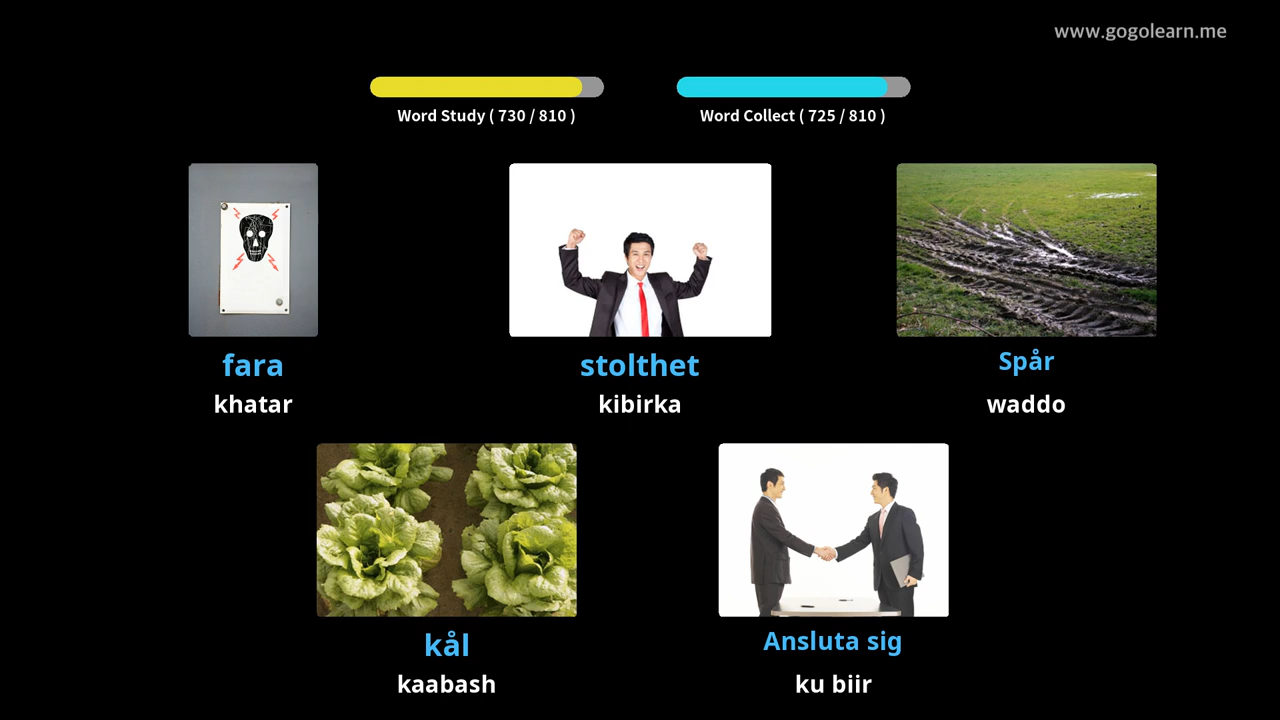 www.gogolearn.me
Word Study ( 730 / 810 )
Word Collect ( 725 / 810 )
fara
khatar
stolthet
kibirka
Spår
waddo
kål
kaabash
Ansluta sig
ku biir